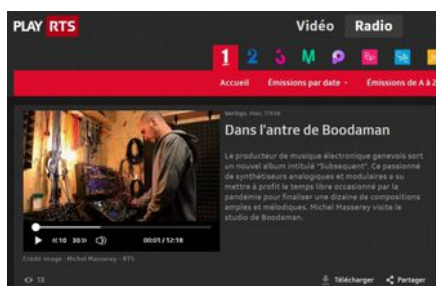 PLAY RTS
Vidéo Radio
1 2 3 M
Accueil Émissions par date Émissions de A à Z
Vertigo, Hier, 17h10
Dans l'antre de Boodaman
Le producteur de musique électronique genevois sort
un nouvel album intitulé "Subsequent". Ce passionné
de synthétiseurs analogiques et modulaires a su
mettre à profit le temps libre occasionné par la
pandémie pour finaliser une dizaine de compositions
amples et mélodiques. Michel Masserey visite le
studio de Boodaman.
10 30 00:01 / 12:18
Crédit image : Michel Masserey - RTS
13
Télécharger Partager